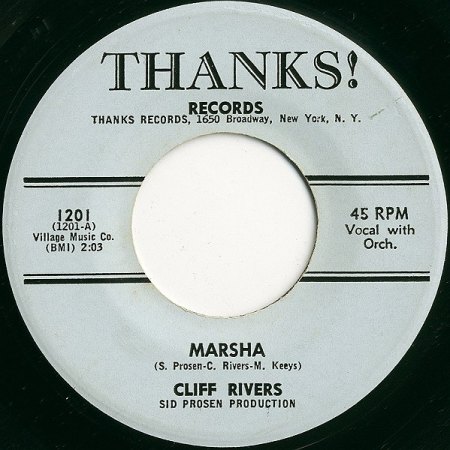 THANKS!
RECORDS
THANKS RECORDS, 1650 Broadway, New York, N. Y.
1201
(1201-A)
Village Music Co.
(BMI) 2:03
45 RPM
Vocal with
Orch.
MARSHA
(S. Prosen-C. Rivers-M. Keeys)
CLIFF RIVERS
SID PROSEN PRODUCTION